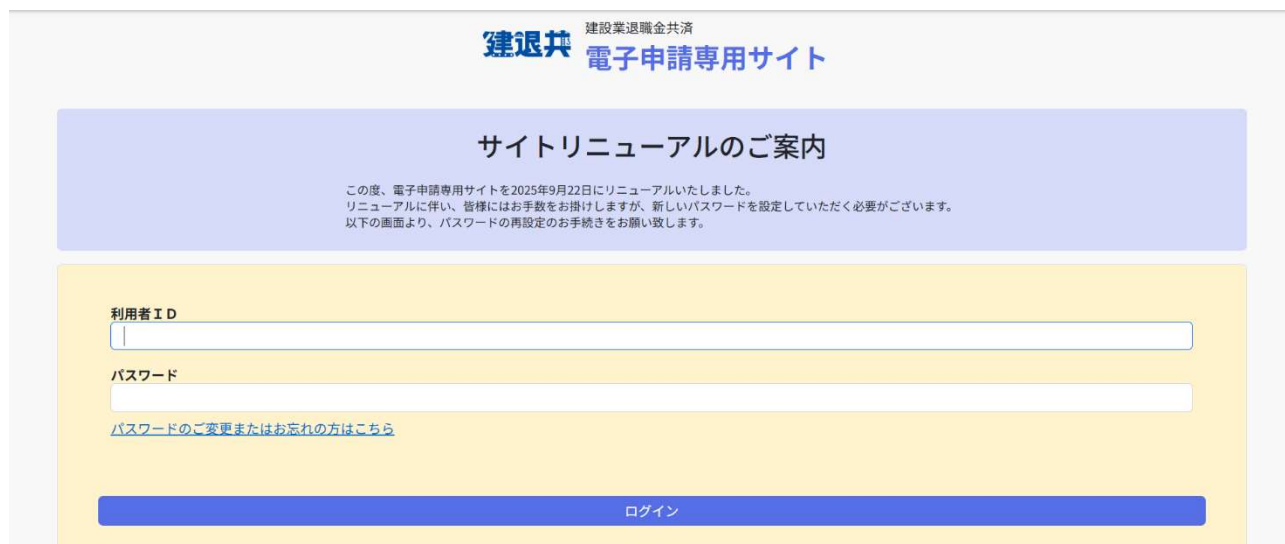 建退共
建設業退職金共済
電子申請専用サイト
サイトリニューアルのご案内
この度、電子申請専用サイトを2025年9月22日にリニューアルいたしました。
リニューアルに伴い、皆様にはお手数をお掛けしますが、新しいパスワードを設定していただく必要がございます。
以下の画面より、パスワードの再設定のお手続きをお願い致します。
利用者ＩＤ
パスワード
パスワードのご変更またはお忘れの方はこちら
ログイン